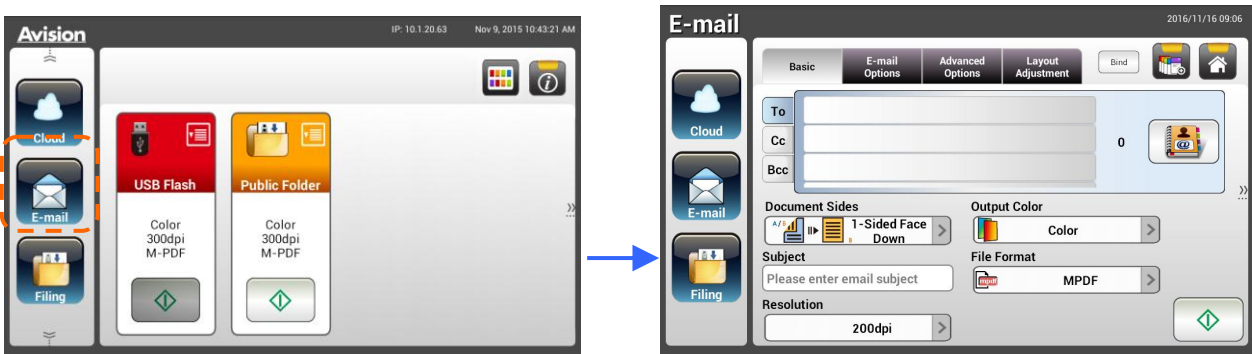 Avision
IP: 10.1.20.63
Nov 9, 2015 10:43:21 AM
Cloud
E-mail
Filing
USB Flash
Color
300dpi
M-PDF
Public Folder
Color
300dpi
M-PDF
E-mail
2016/11/16 09:06
Cloud
E-mail
Filing
Basic
E-mail
Options
Advanced
Options
Layout
Adjustment
Bind
To
Cc
Bcc
0
Document Sides
A/B
1-Sided Face
Down
Output Color
Color
Subject
Please enter email subject
File Format
mpdf
MPDF
Resolution
200dpi